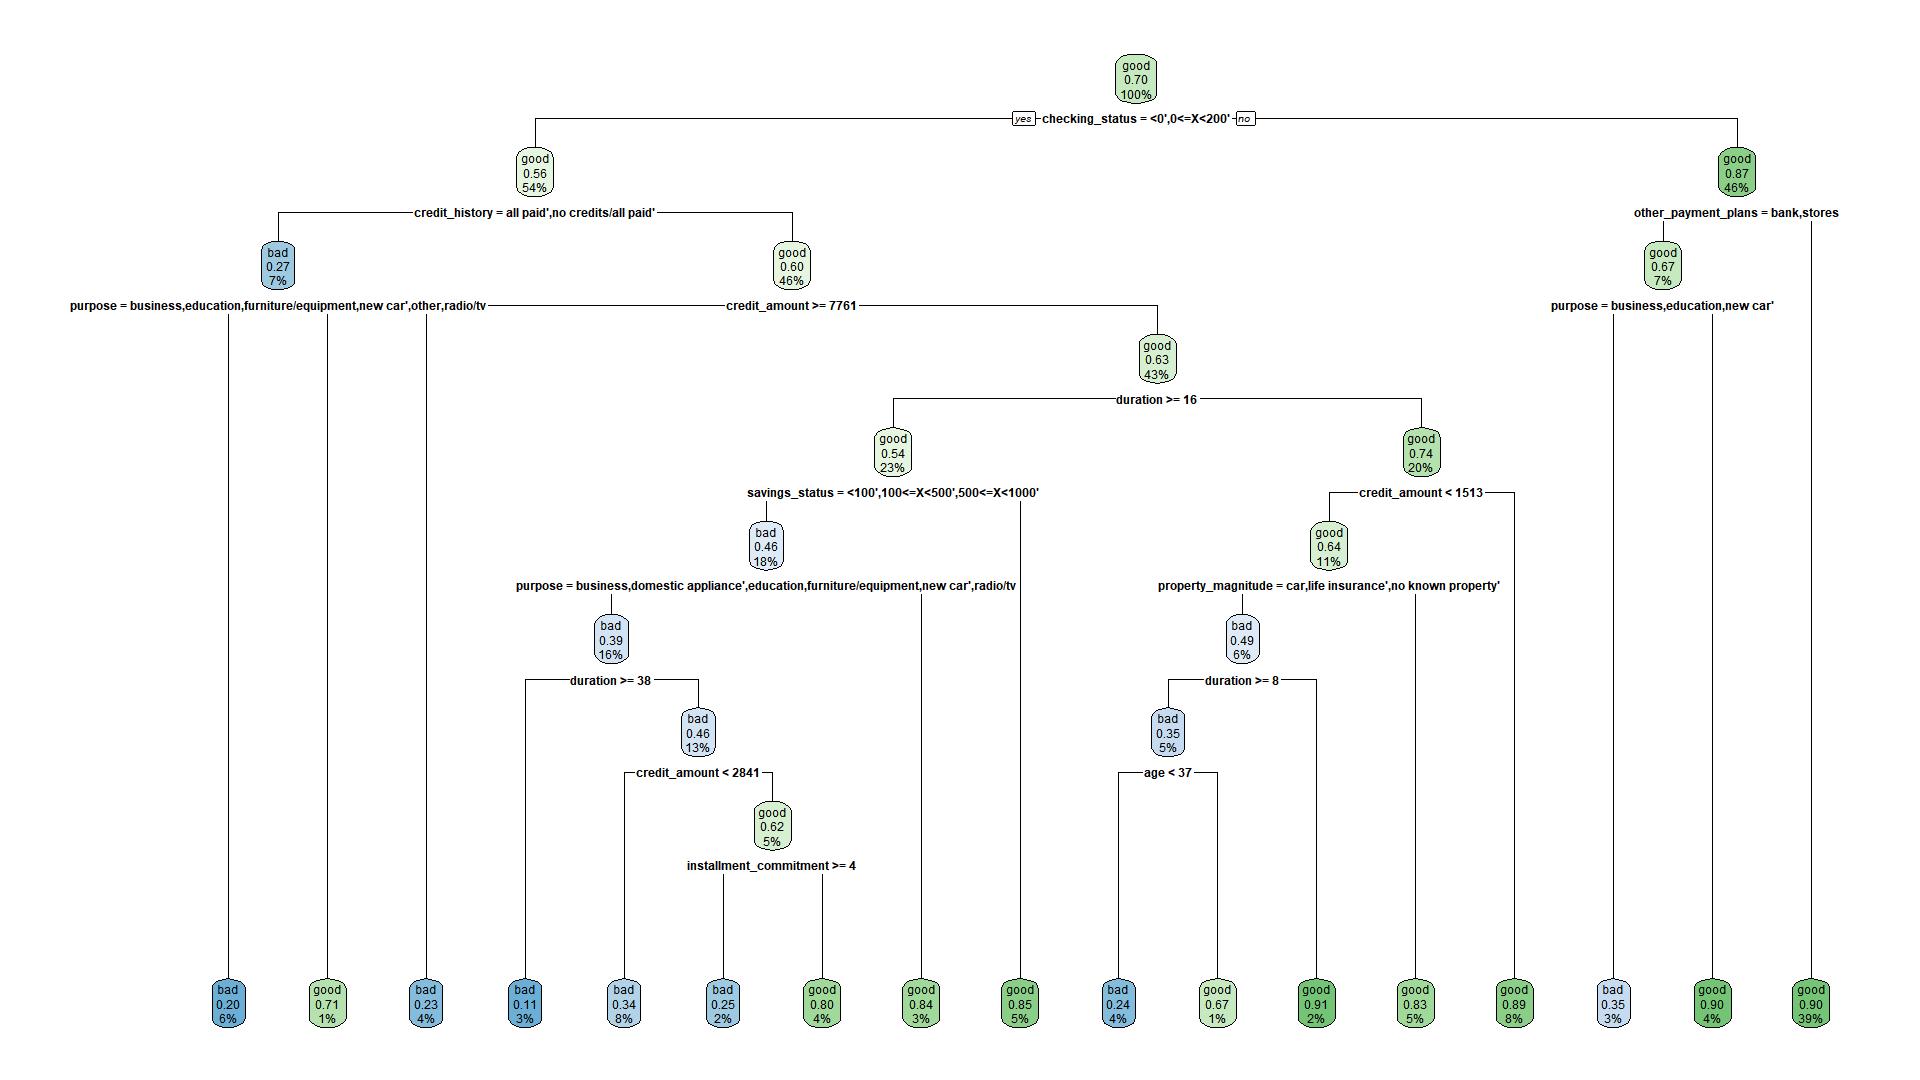 good
0.70
100%
yes checking_status = <0',0<=X<200' no
good
0.56
54%
good
0.87
46%
credit_history = all paid',no credits/all paid'
other_payment_plans = bank,stores
bad
0.27
7%
good
0.60
46%
good
0.67
7%
purpose = business,education,furniture/equipment,new car',other,radio/tv
credit_amount >= 7761
purpose = business,education,new car'
good
0.63
43%
duration >= 16
good
0.54
23%
good
0.74
20%
savings_status = <100',100<=X<500',500<=X<1000'
credit_amount < 1513
bad
0.46
18%
good
0.64
11%
purpose = business,domestic appliance',education,furniture/equipment,new car',radio/tv
property_magnitude = car,life insurance',no known property'
bad
0.39
16%
bad
0.49
6%
duration >= 38
duration >= 8
bad
0.46
13%
bad
0.35
5%
credit_amount < 2841
age < 37
good
0.62
5%
installment_commitment >= 4
bad
0.20
6%
good
0.71
1%
bad
0.23
4%
bad
0.11
3%
bad
0.34
8%
bad
0.25
2%
good
0.80
4%
good
0.84
3%
good
0.85
5%
bad
0.24
4%
good
0.67
1%
good
0.91
2%
good
0.83
5%
good
0.89
8%
bad
0.35
3%
good
0.90
4%
good
0.90
39%